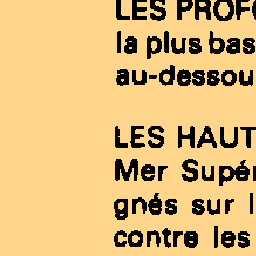 LES PROFO
la plus bas
au-dessou
LES HAUT
Mer Supér
gnés sur l
contre les